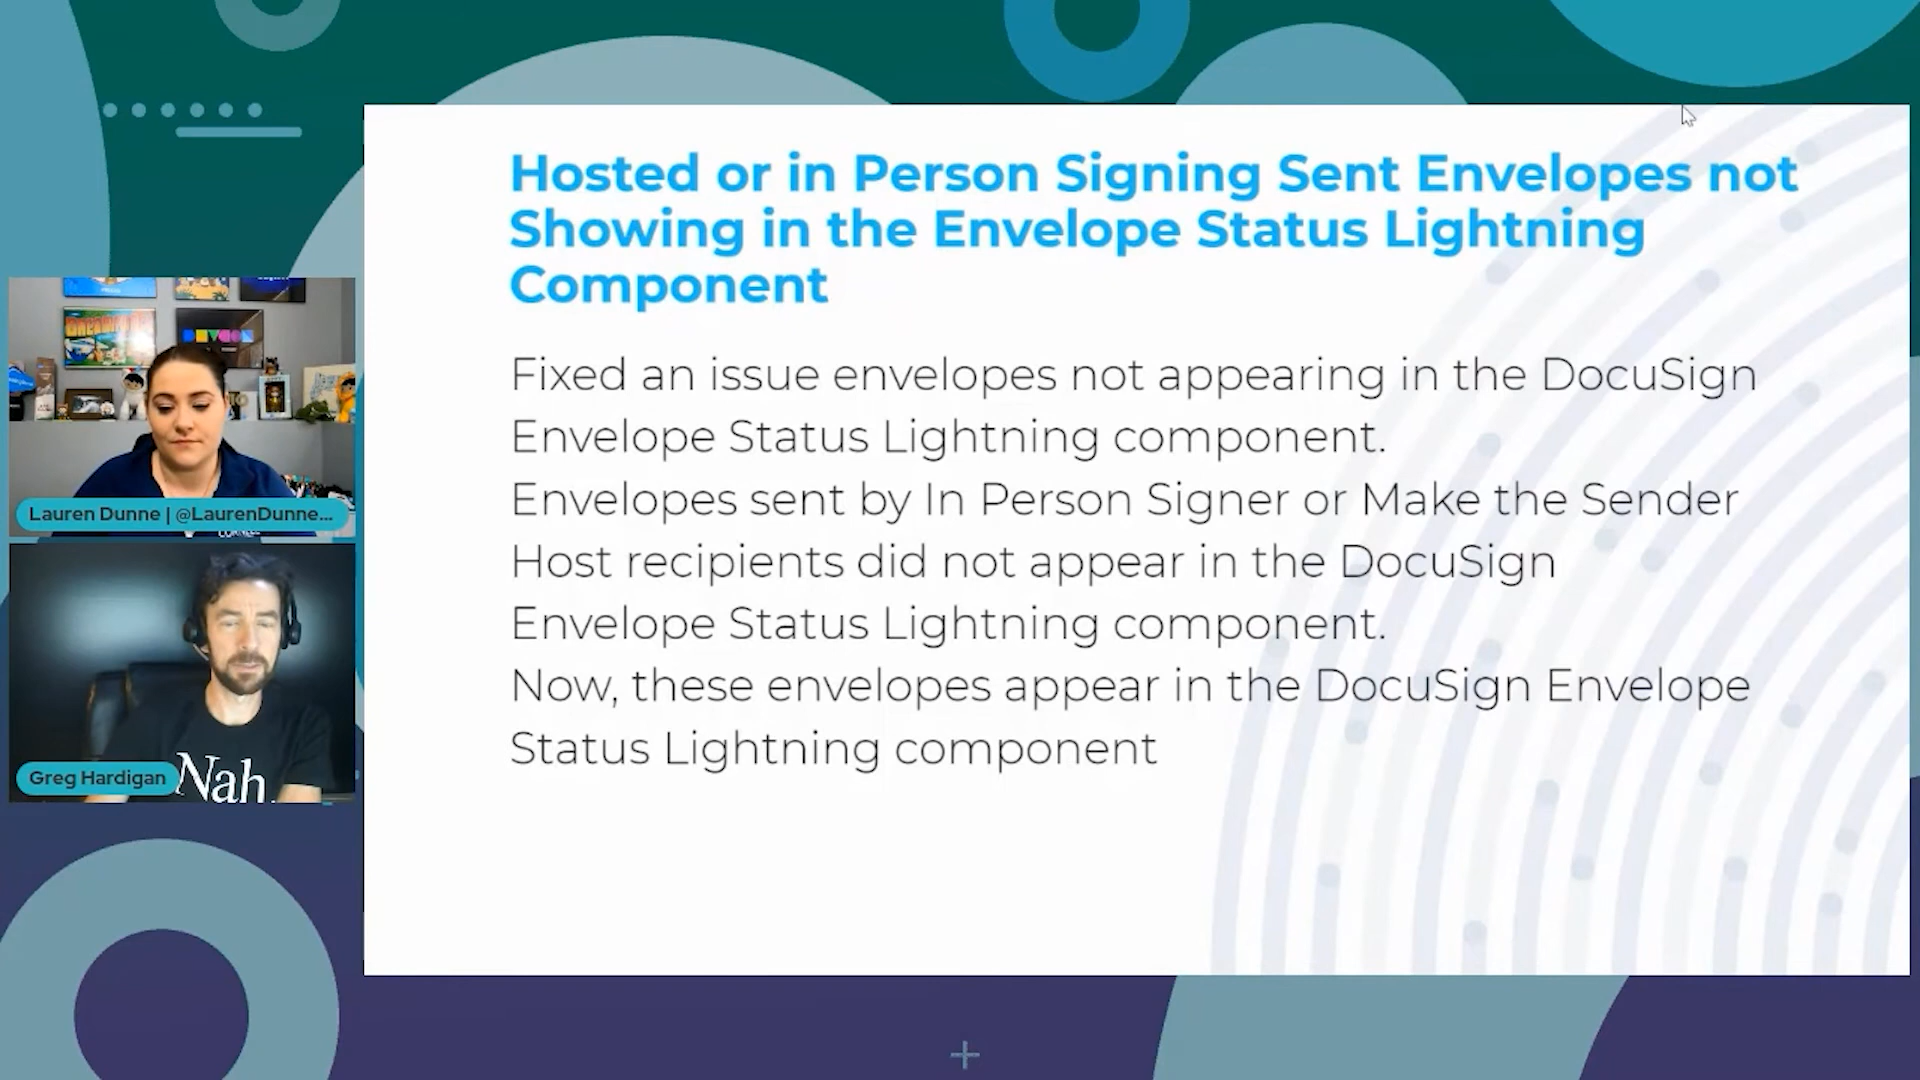 Hosted or in Person Signing Sent Envelopes not
Showing in the Envelope Status Lightning
Component
Fixed an issue envelopes not appearing in the DocuSign
Envelope Status Lightning component.
Envelopes sent by In Person Signer or Make the Sender
Host recipients did not appear in the DocuSign
Envelope Status Lightning component.
Now, these envelopes appear in the DocuSign Envelope
Status Lightning component
DEVCON
Lauren Dunne | @LaurenDunne...
Greg Hardigan
Nah.